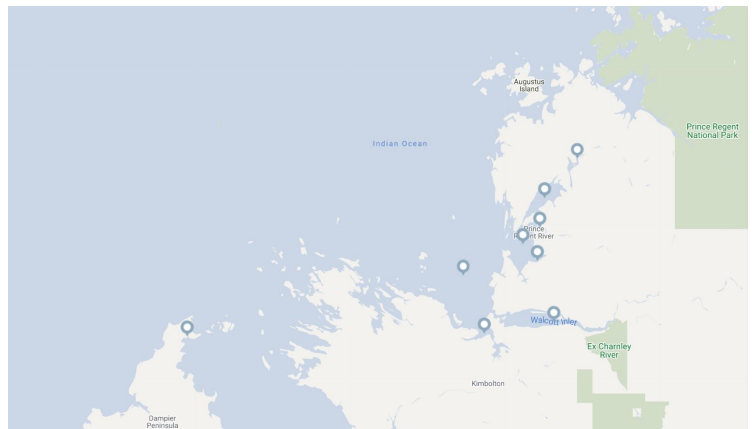 Augustus
Island
Prince Regent
National Park
Indian Ocean
Prince
Regent River
Walcott Inlet
Ex Charnley
River
Kimbolton
Dampier
Peninsula